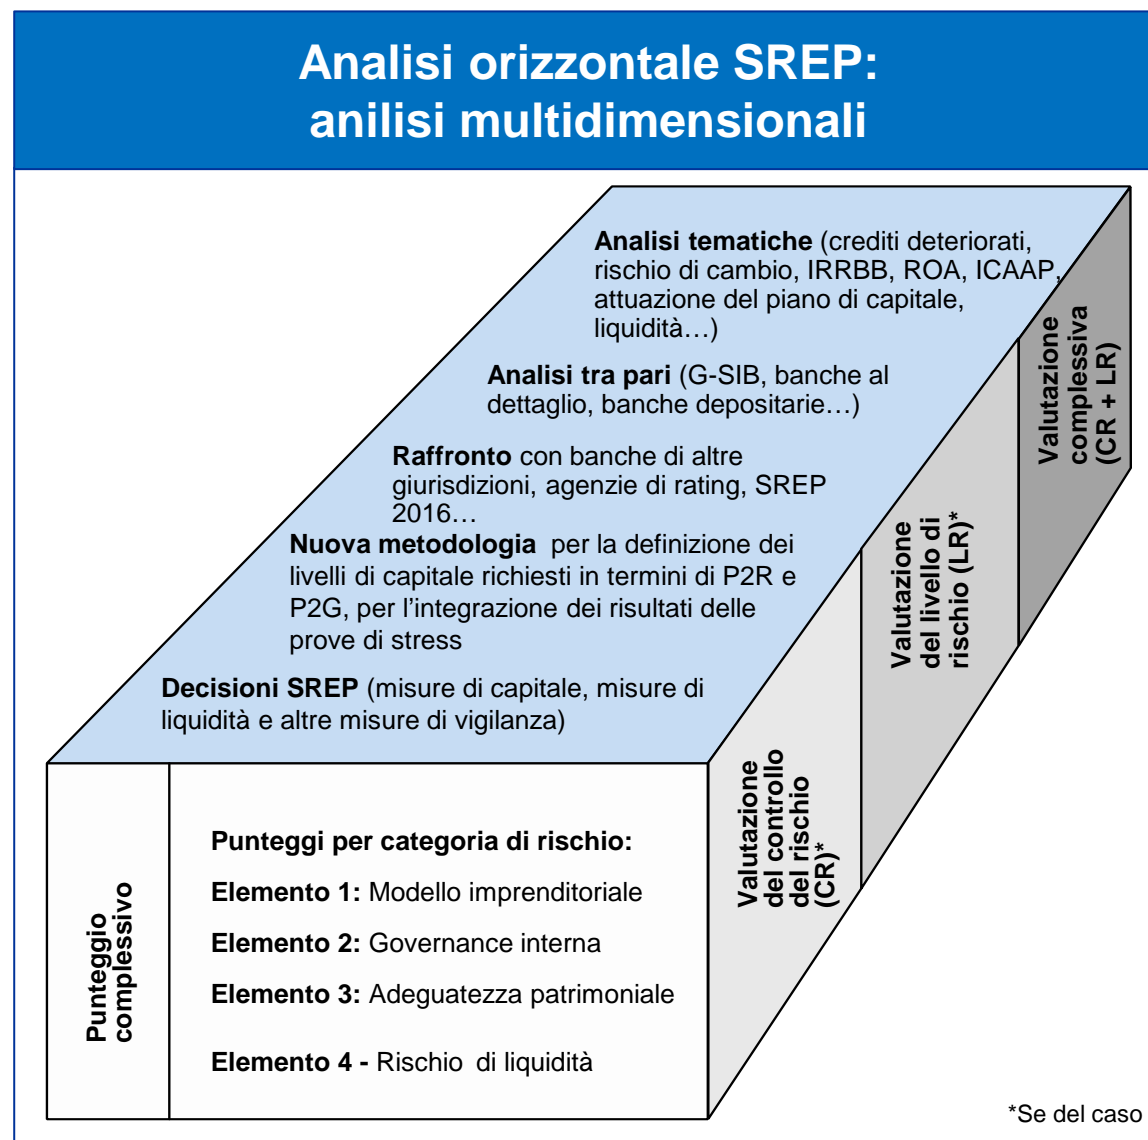 Analisi orizzontale SREP:
anilisi multidimensionali
Analisi tematiche (crediti deteriorati,
rischio di cambio, IRRBB, ROA, ICAAP,
attuazione del piano di capitale,
liquidità…)
Analisi tra pari (G-SIB, banche al
dettaglio, banche depositarie…)
Raffronto con banche di altre
giurisdizioni, agenzie di rating, SREP
2016…
Nuova metodologia per la definizione dei
livelli di capitale richiesti in termini di P2R e
P2G, per l’integrazione dei risultati delle
prove di stress
Decisioni SREP (misure di capitale, misure di
liquidità e altre misure di vigilanza)
Punteggio
complessivo
Punteggi per categoria di rischio:
Elemento 1: Modello imprenditoriale
Elemento 2: Governance interna
Elemento 3: Adeguatezza patrimoniale
Elemento 4 - Rischio di liquidità
Valutazione
del controllo
del rischio
(CR)*
Valutazione
del livello di
rischio (LR)*
Valutazione
complessiva
(CR + LR)
*Se del caso